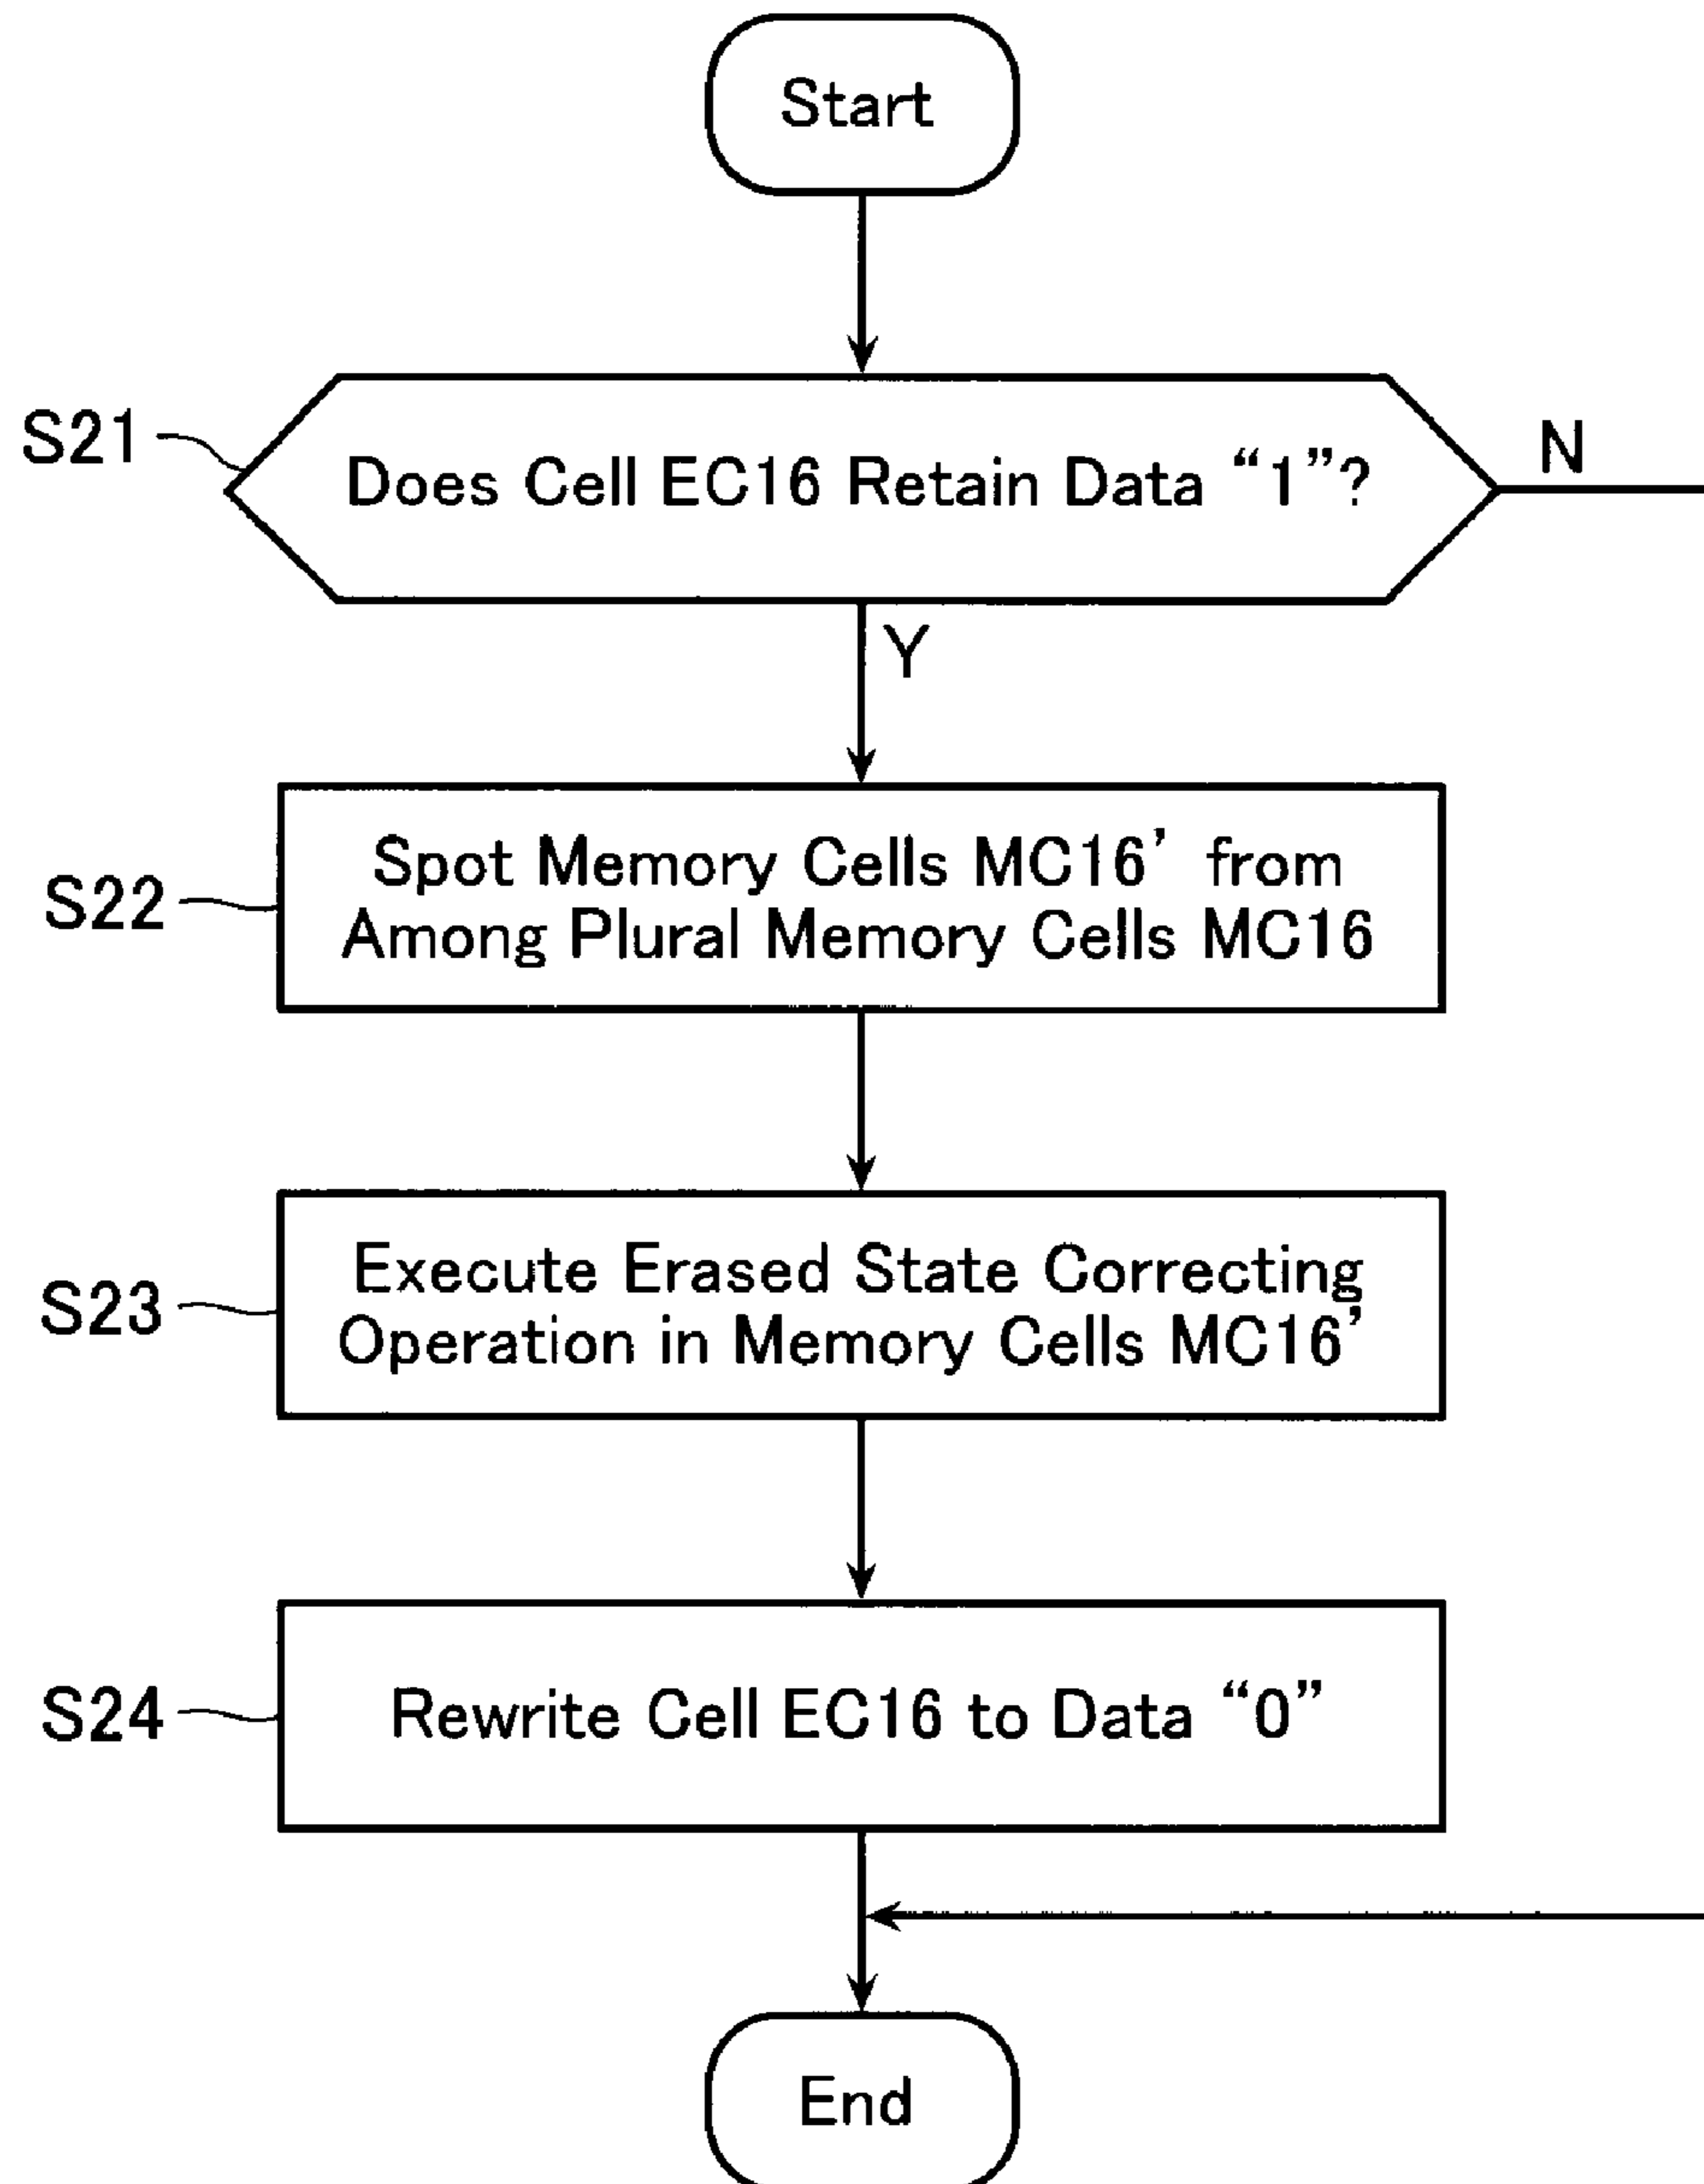 Start
S21
Does Cell EC16 Retain Data “1”?
N
Y
S22
Spot Memory Cells MC16’ from
Among Plural Memory Cells MC16
S23
Execute Erased State Correcting
Operation in Memory Cells MC16’
S24
Rewrite Cell EC16 to Data “0”
End